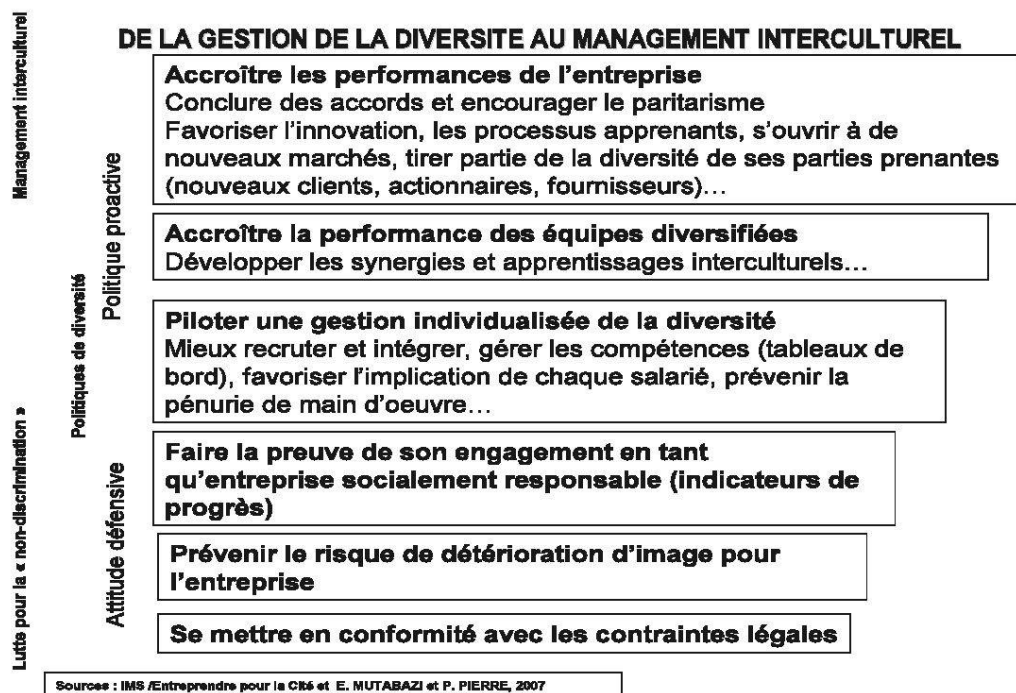 DE LA GESTION DE LA DIVERSITE AU MANAGEMENT INTERCULTUREL
Management interculturel
Politique proactive
Politiques de diversité
Attitude défensive
Lutte pour la « non-discrimination »
Accroître les performances de l'entreprise
Conclure des accords et encourager le paritarisme
Favoriser l'innovation, les processus apprenants, s'ouvrir à de
nouveaux marchés, tirer partie de la diversité de ses parties prenantes
(nouveaux clients, actionnaires, fournisseurs)…
Accroître la performance des équipes diversifiées
Développer les synergies et apprentissages interculturels…
Piloter une gestion individualisée de la diversité
Mieux recruter et intégrer, gérer les compétences (tableaux de
bord), favoriser l'implication de chaque salarié, prévenir la
pénurie de main d'oeuvre…
Faire la preuve de son engagement en tant
qu'entreprise socialement responsable (indicateurs de
progrès)
Prévenir le risque de détérioration d'image pour
l'entreprise
Se mettre en conformité avec les contraintes légales
Sources : IMS /Entreprendre pour la Cité et E. MUTABAZI et P. PIERRE, 2007